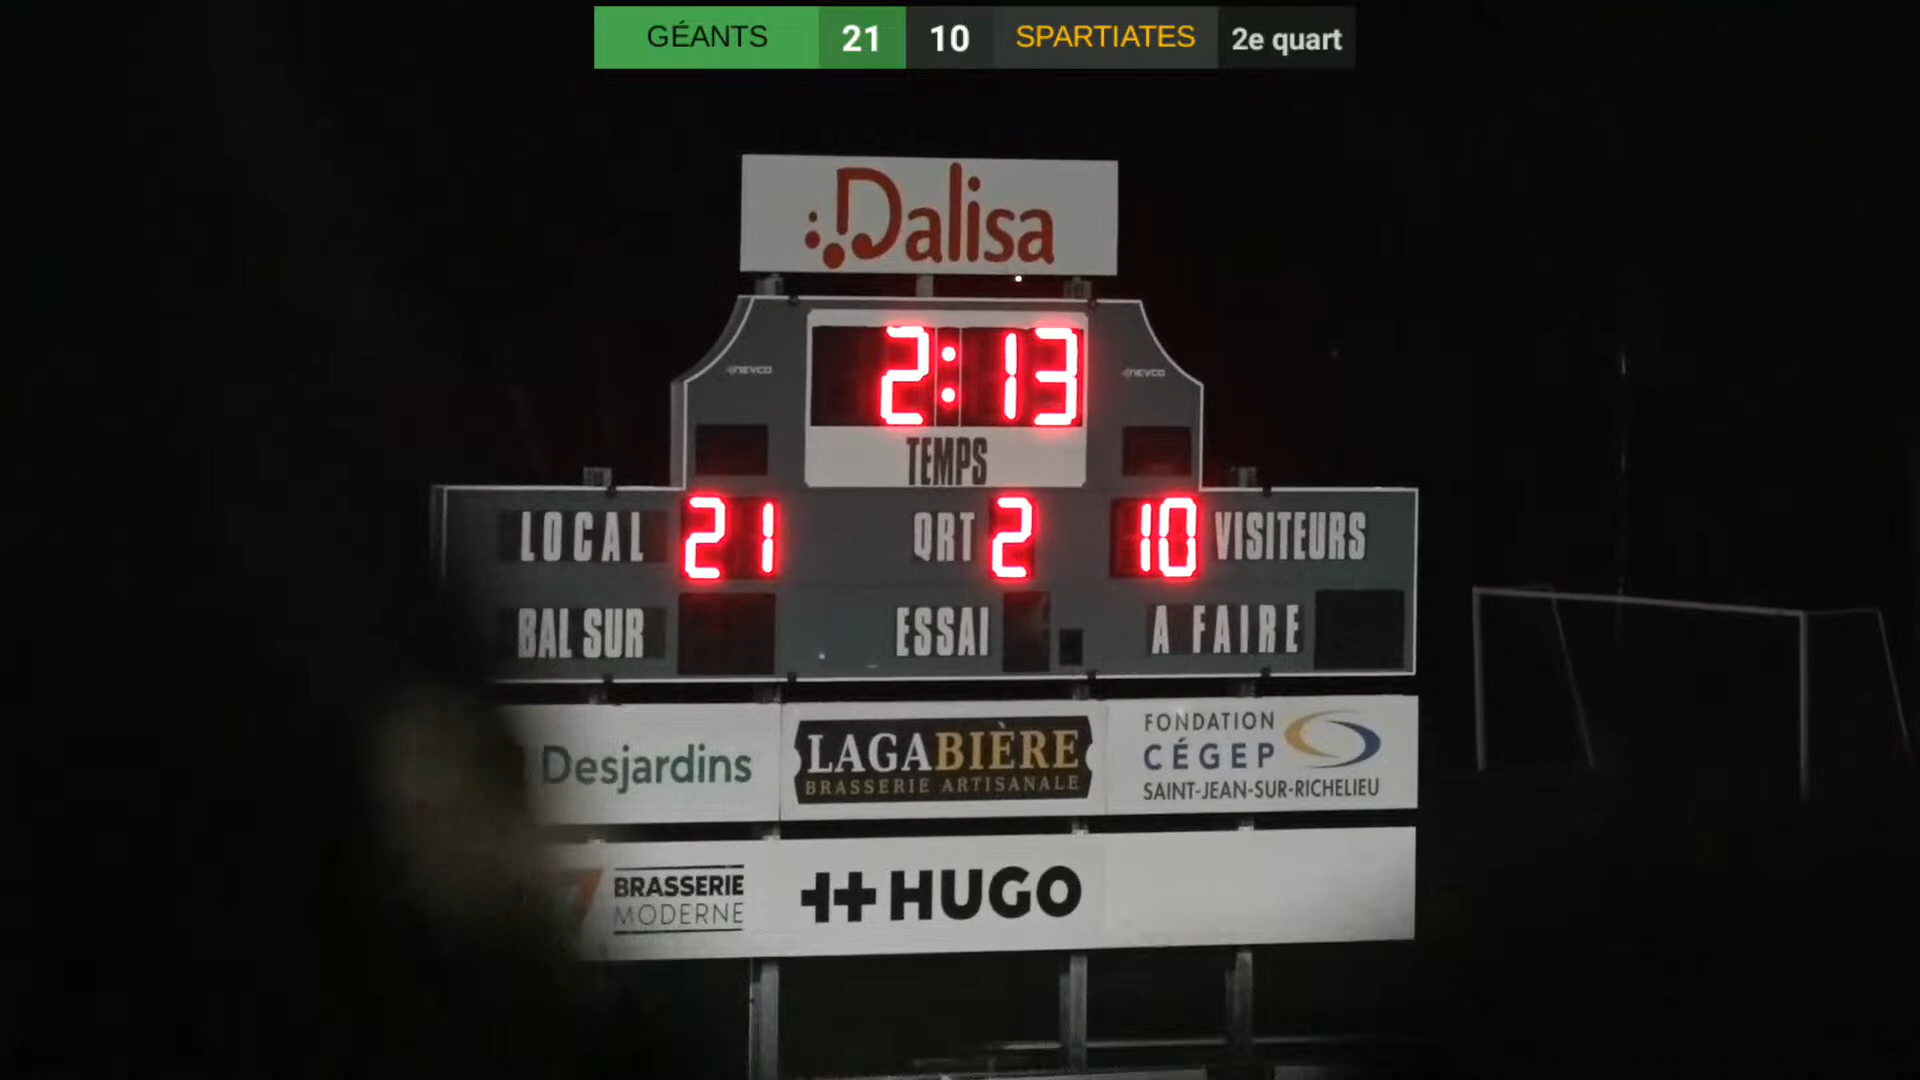 GÉANTS 21 10 SPARTIATES 2e quart
Dalisa
2:13
NEVCO NEVCO
TEMPS
LOCAL 21 QRT 2 10 VISITEURS
BAL SUR ESSAI A FAIRE
Desjardins
LAGABIÈRE
BRASSERIE ARTISANALE
FONDATION
CÉGEP
SAINT-JEAN-SUR-RICHELIEU
BRASSERIE
MODERNE
HUGO